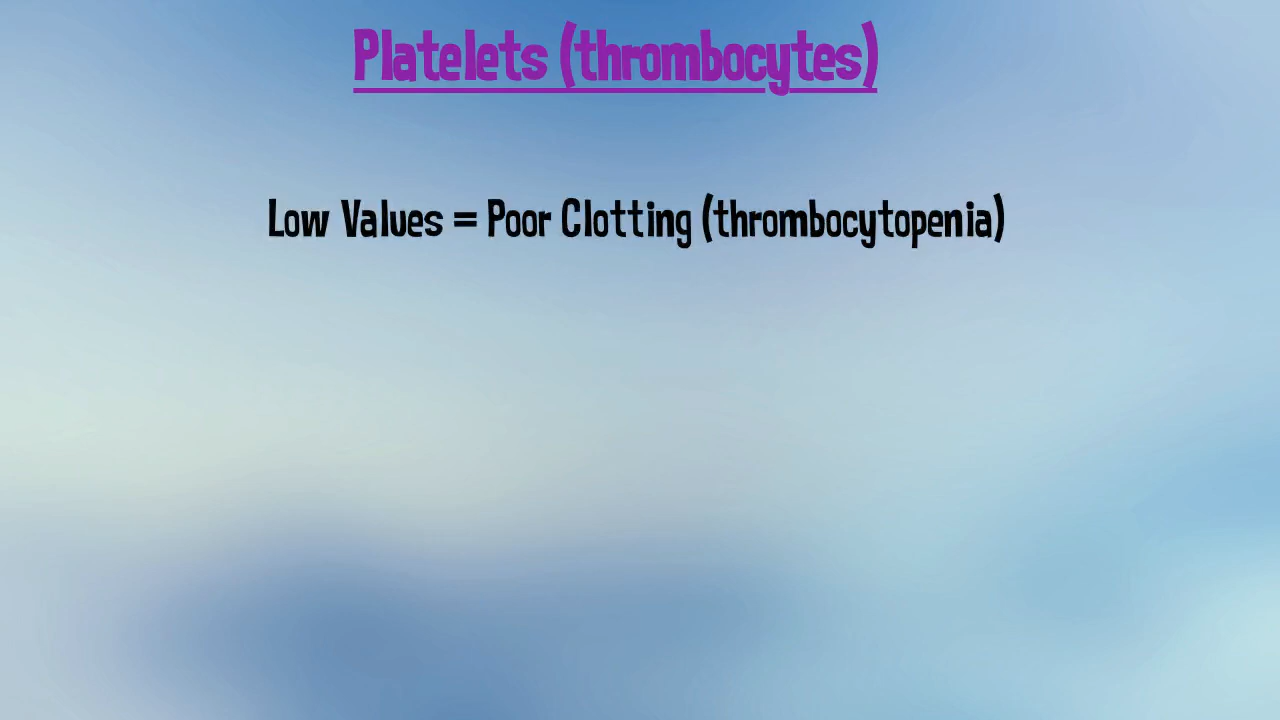 Platelets (thrombocytes)
Low Values = Poor Clotting (thrombocytopenia)